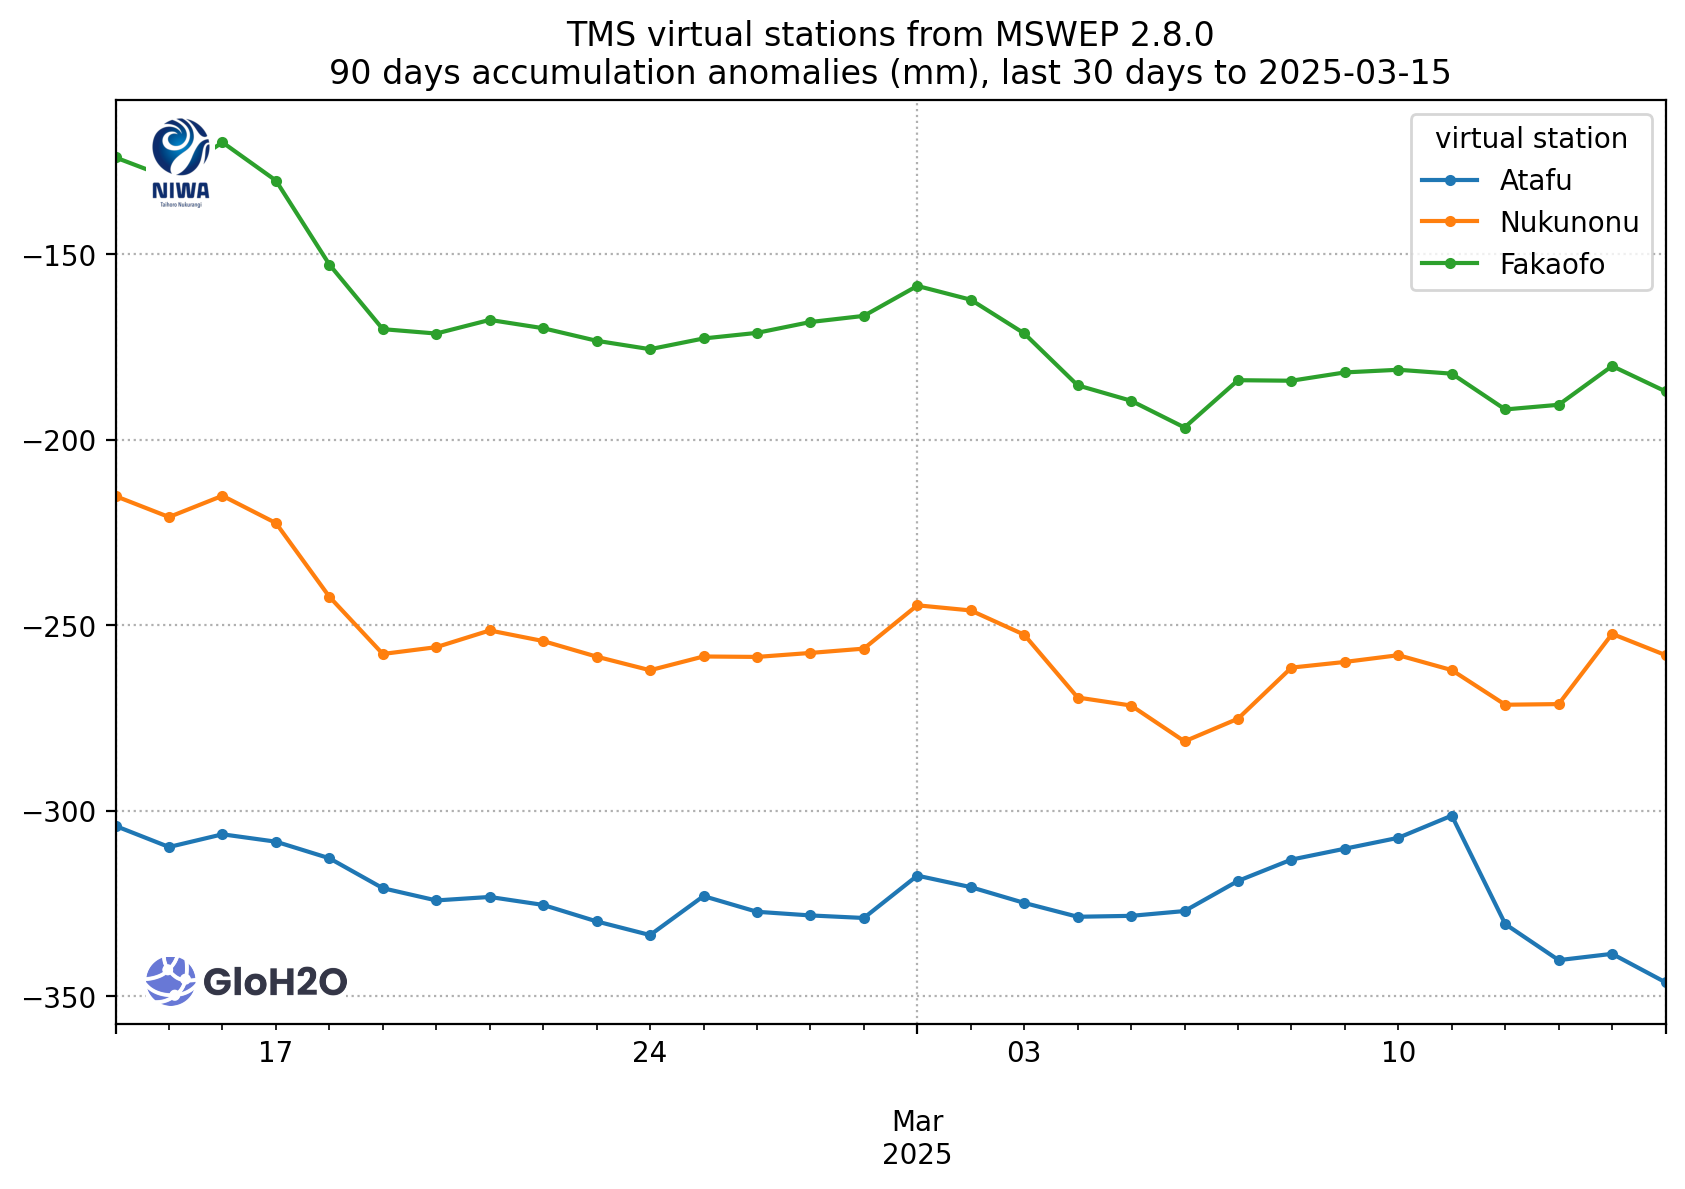 TMS virtual stations from MSWEP 2.8.0
90 days accumulation anomalies (mm), last 30 days to 2025-03-15
NIWA
Taihoro Nukurangi
virtual station
Atafu
Nukunonu
Fakaofo
−150
−200
−250
−300
−350
GloH2O
17 24 03 10
Mar
2025